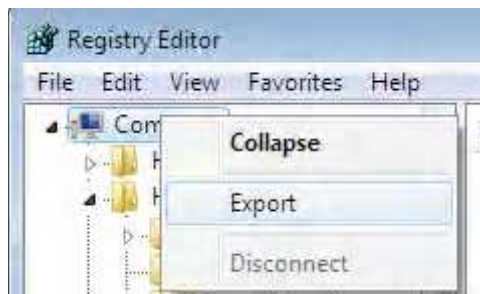 Registry Editor
File Edit View Favorites Help
Com
Collapse
H
H
Export
Disconnect